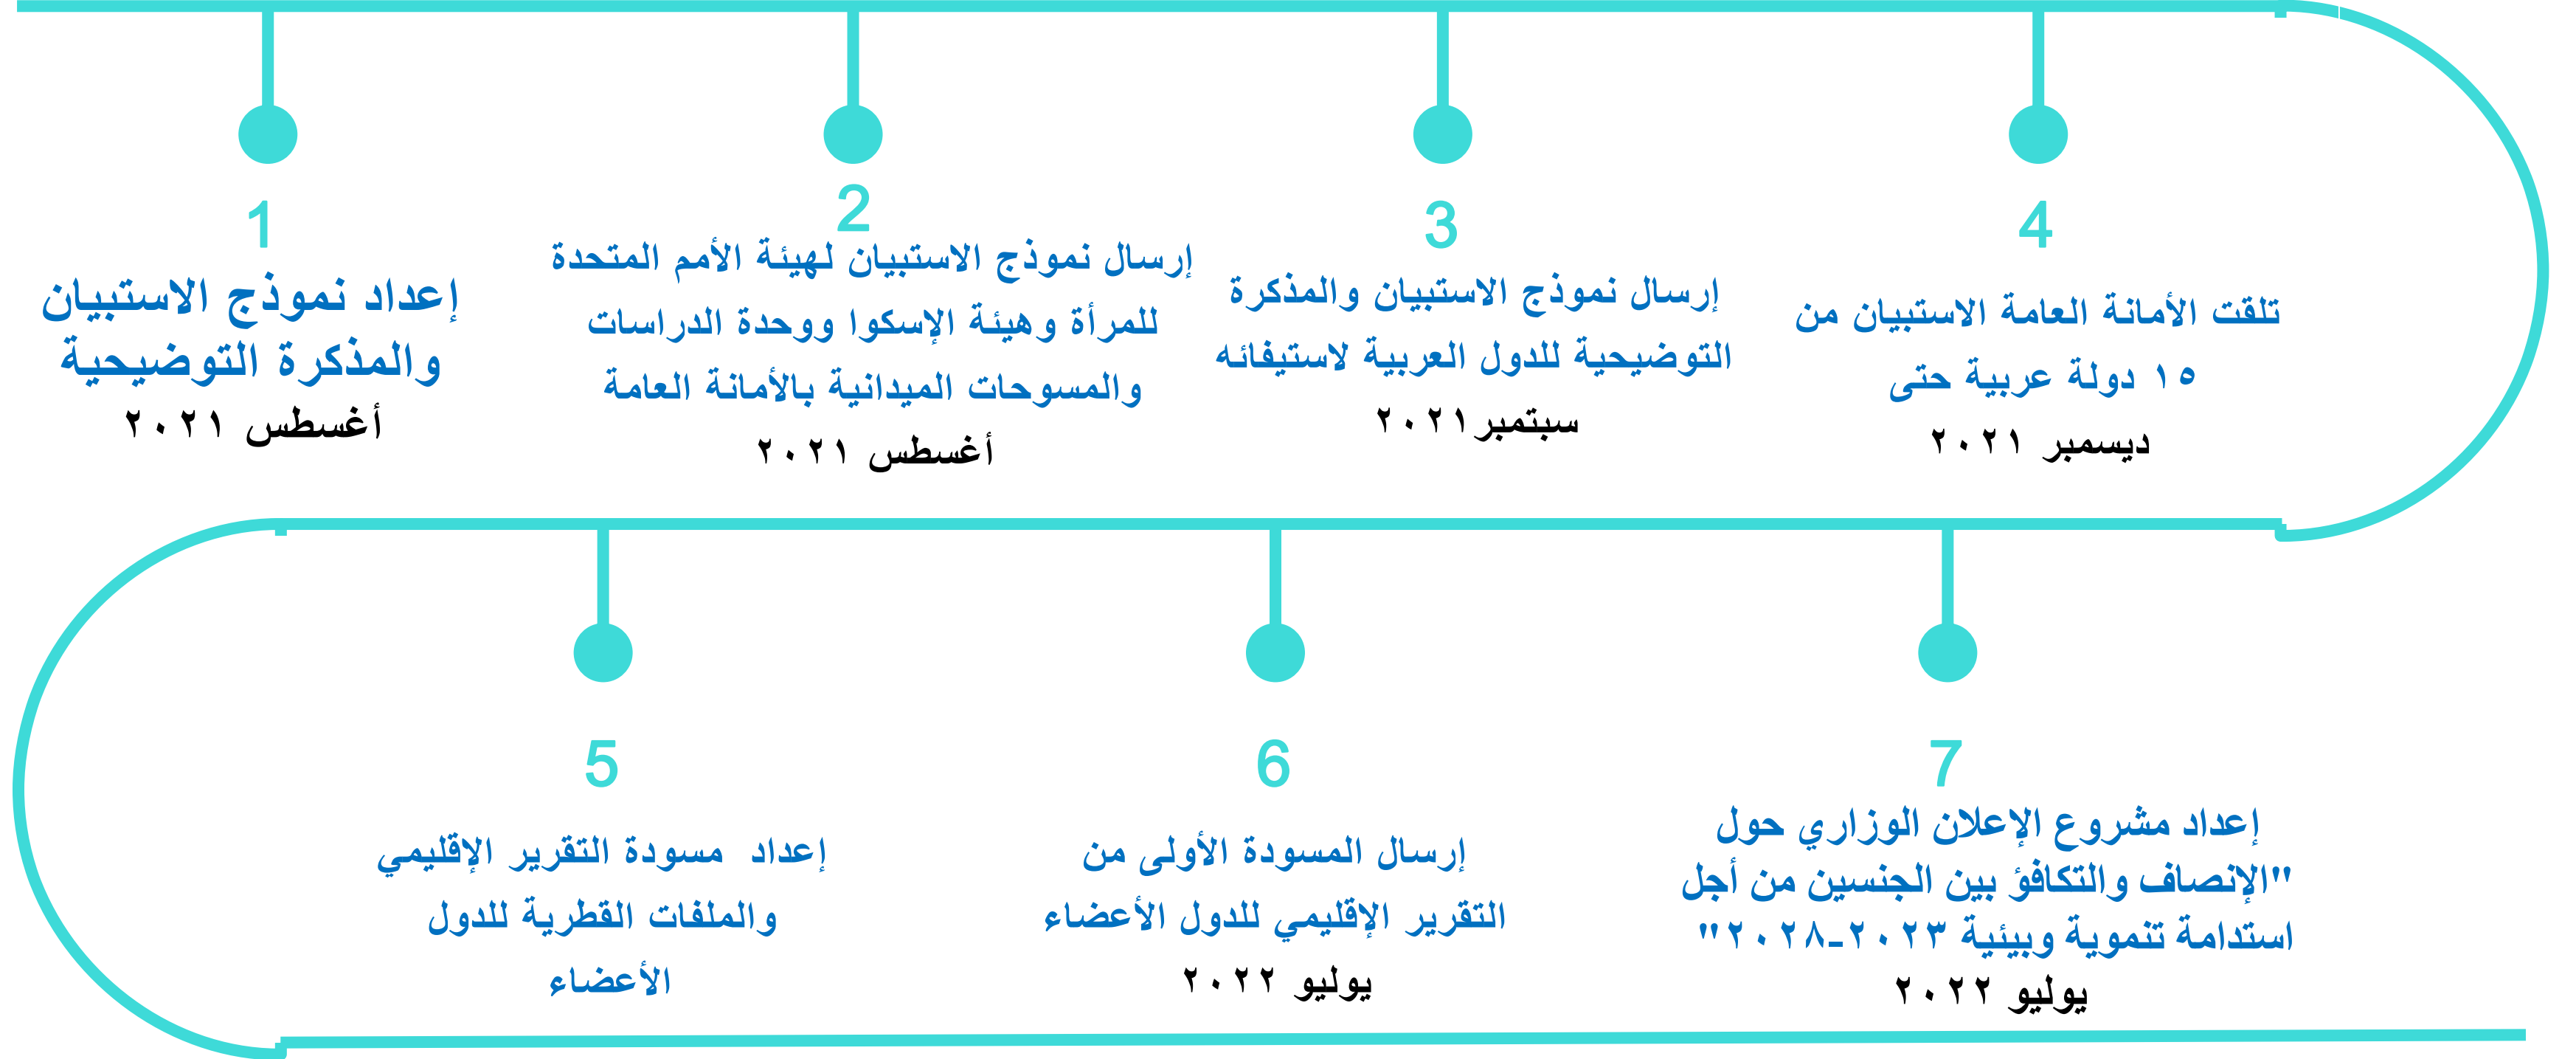 1
إعداد نموذج الاستبيان
والمذكرة التوضيحية
أغسطس ٢٠٢١
2
إرسال نموذج الاستبيان لهيئة الأمم المتحدة
للمرأة وهيئة الإسكوا ووحدة الدراسات
والمسوحات الميدانية بالأمانة العامة
أغسطس ٢٠٢١
3
إرسال نموذج الاستبيان والمذكرة
التوضيحية للدول العربية لاستيفائه
سبتمبر٢٠٢١
4
تلقت الأمانة العامة الاستبيان من
١٥ دولة عربية حتى
ديسمبر ٢٠٢١
5
إعداد مسودة التقرير الإقليمي
والملفات القطرية للدول
الأعضاء
6
إرسال المسودة الأولى من
التقرير الإقليمي للدول الأعضاء
يوليو ٢٠٢٢
7
إعداد مشروع الإعلان الوزاري حول
"الإنصاف والتكافؤ بين الجنسين من أجل
استدامة تنموية وبيئية ٢٠٢٣-٢٠٢٨"
يوليو ٢٠٢٢